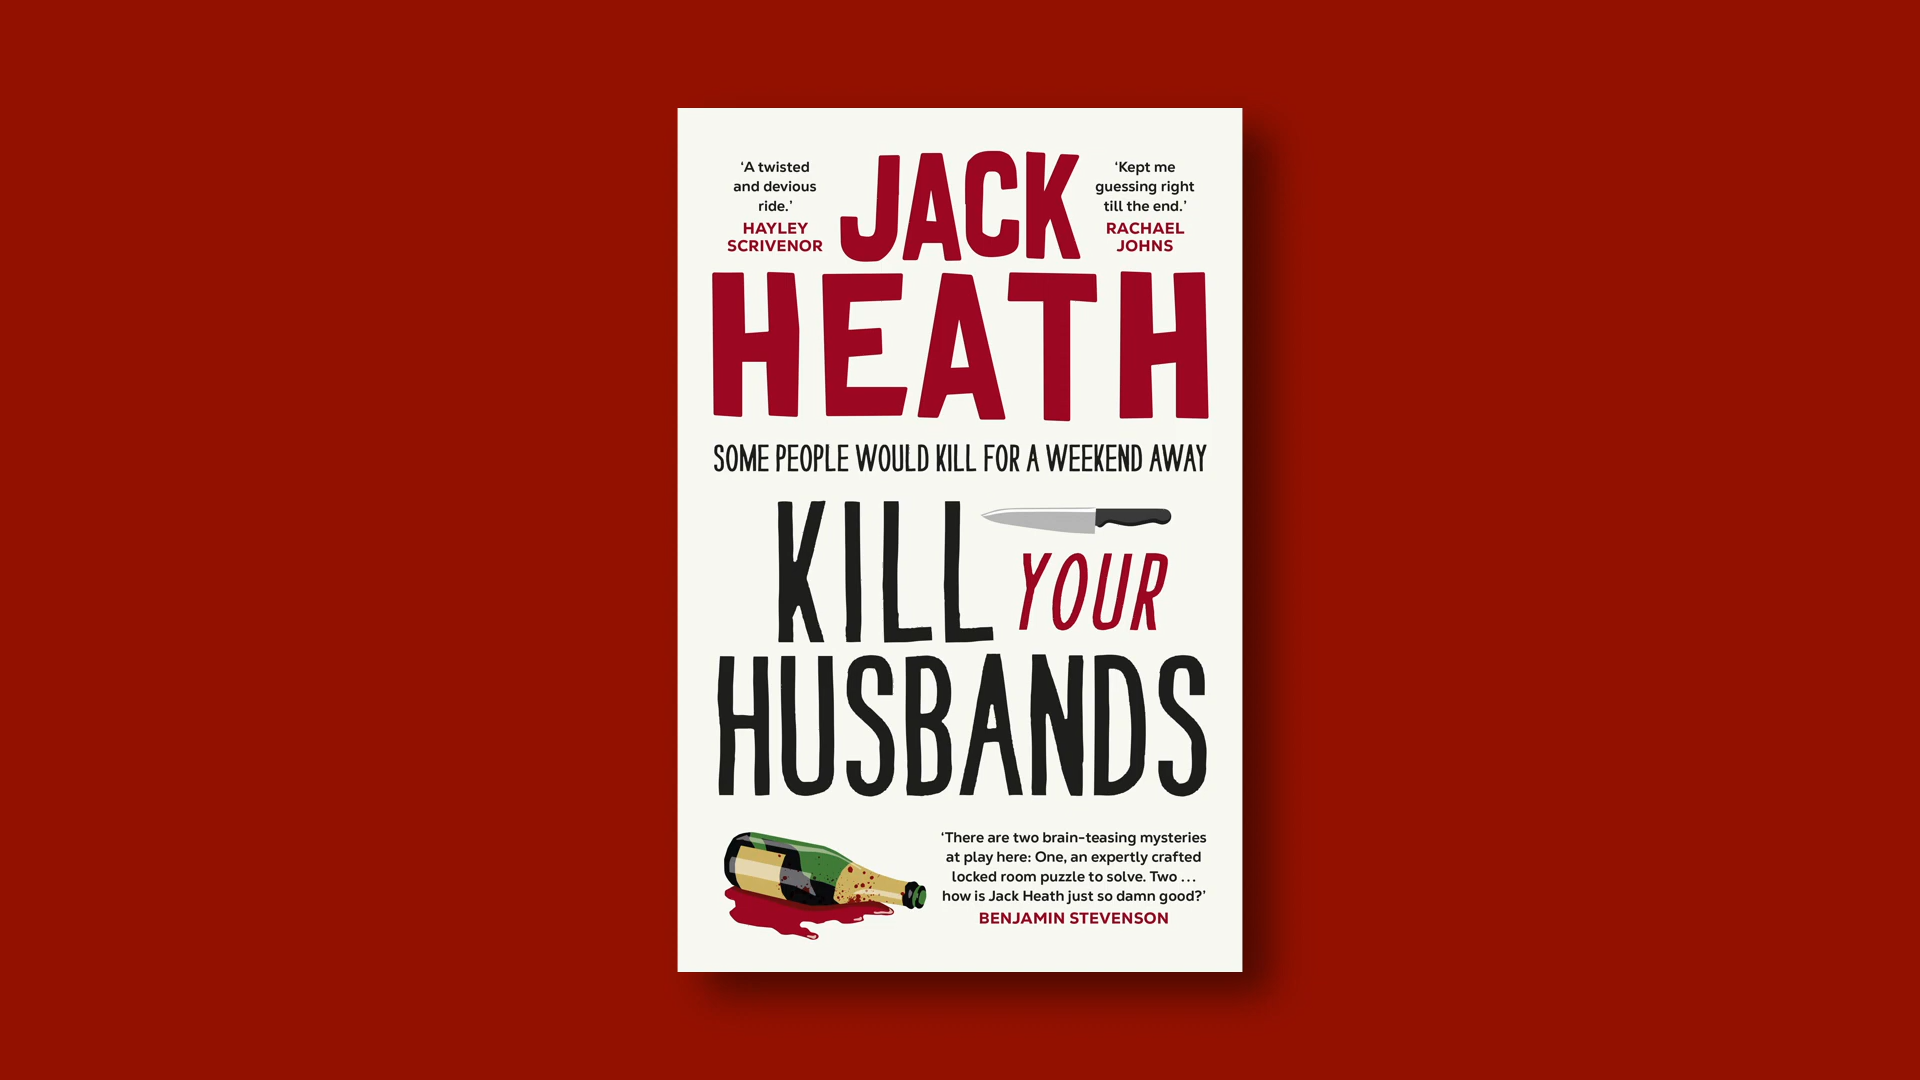 ‘A twisted
and devious
ride.’
HAYLEY
SCRIVENOR
JACK
‘Kept me
guessing right
till the end.’
RACHAEL
JOHNS
HEATH
SOME PEOPLE WOULD KILL FOR A WEEKEND AWAY
KILL
YOUR
HUSBANDS
‘There are two brain-teasing mysteries
at play here: One, an expertly crafted
locked room puzzle to solve. Two ...
how is Jack Heath just so damn good?’
BENJAMIN STEVENSON